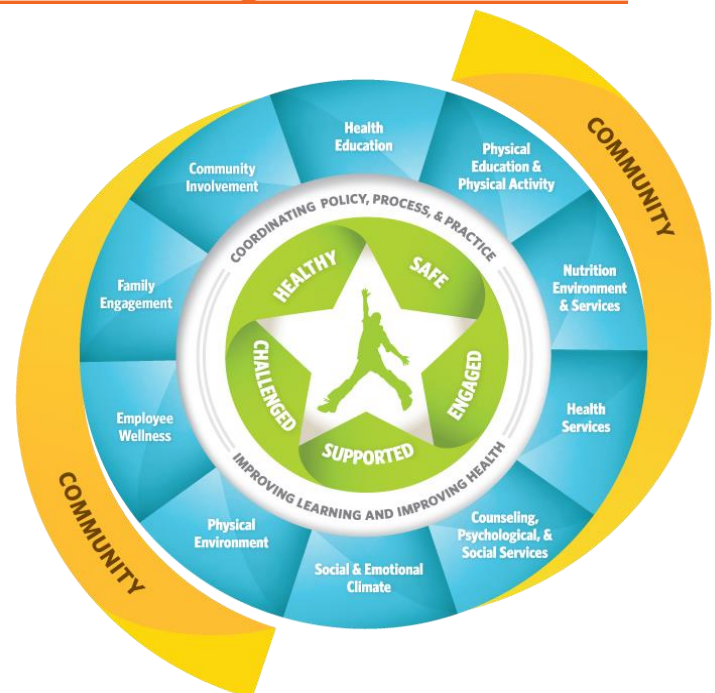 COMMUNITY
Health
Education
Physical
Education &
Physical Activity
Nutrition
Environment
& Services
Health
Services
Counseling,
Psychological, &
Social Services
Social & Emotional
Climate
Physical
Environment
Employee
Wellness
Family
Engagement
Community
Involvement
COORDINATING POLICY, PROCESS, & PRACTICE
IMPROVING LEARNING AND IMPROVING HEALTH
HEALTHY
SAFE
ENGAGED
SUPPORTED
CHALLENGED
COMMUNITY